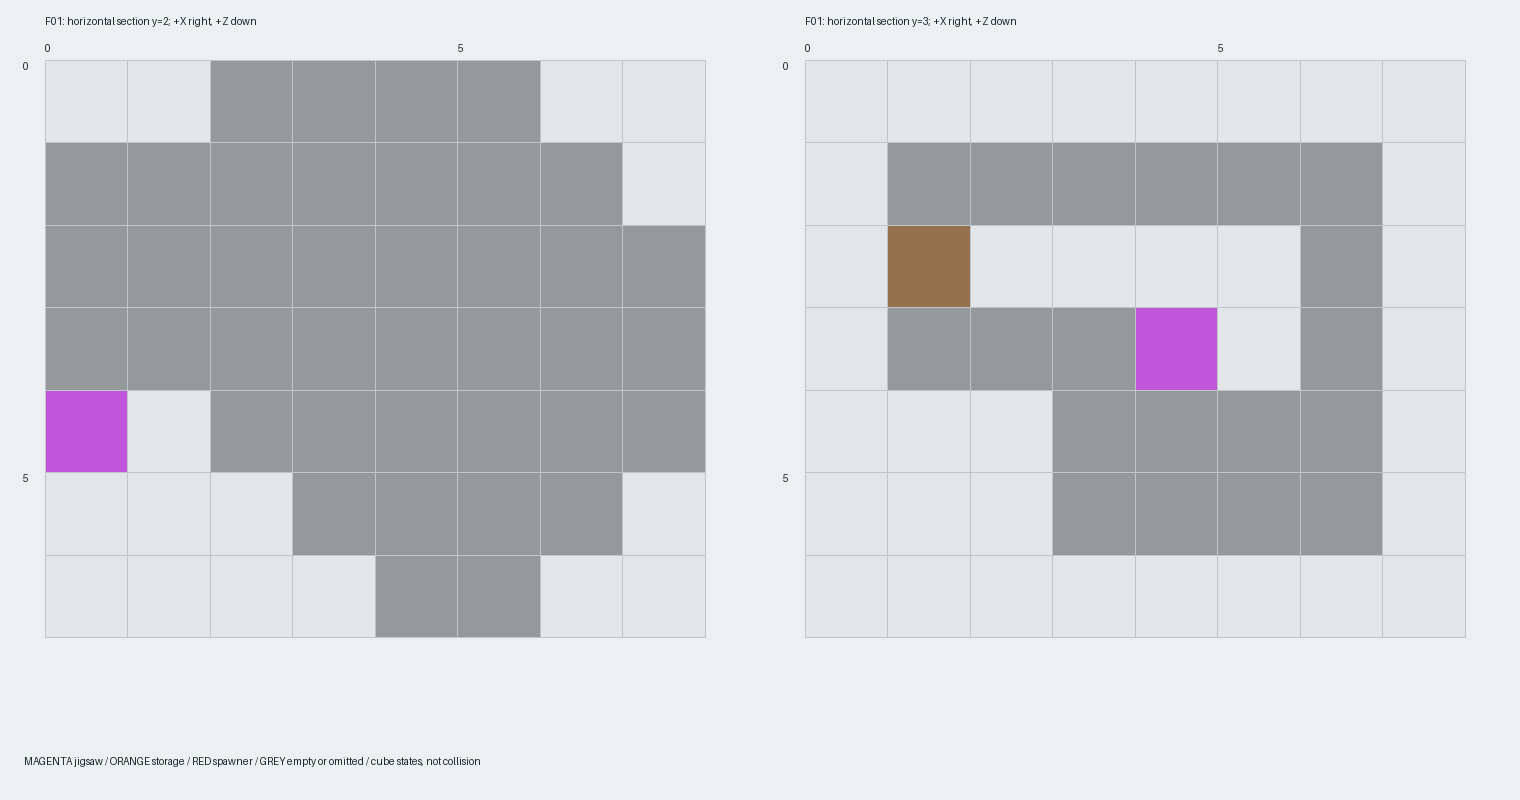 F01: horizontal section y=2; +X right, +Z down
F01: horizontal section y=3; +X right, +Z down
0 5
0 5
0
0
5
5
MAGENTA jigsaw / ORANGE storage / RED spawner / GREY empty or omitted / cube states, not collision